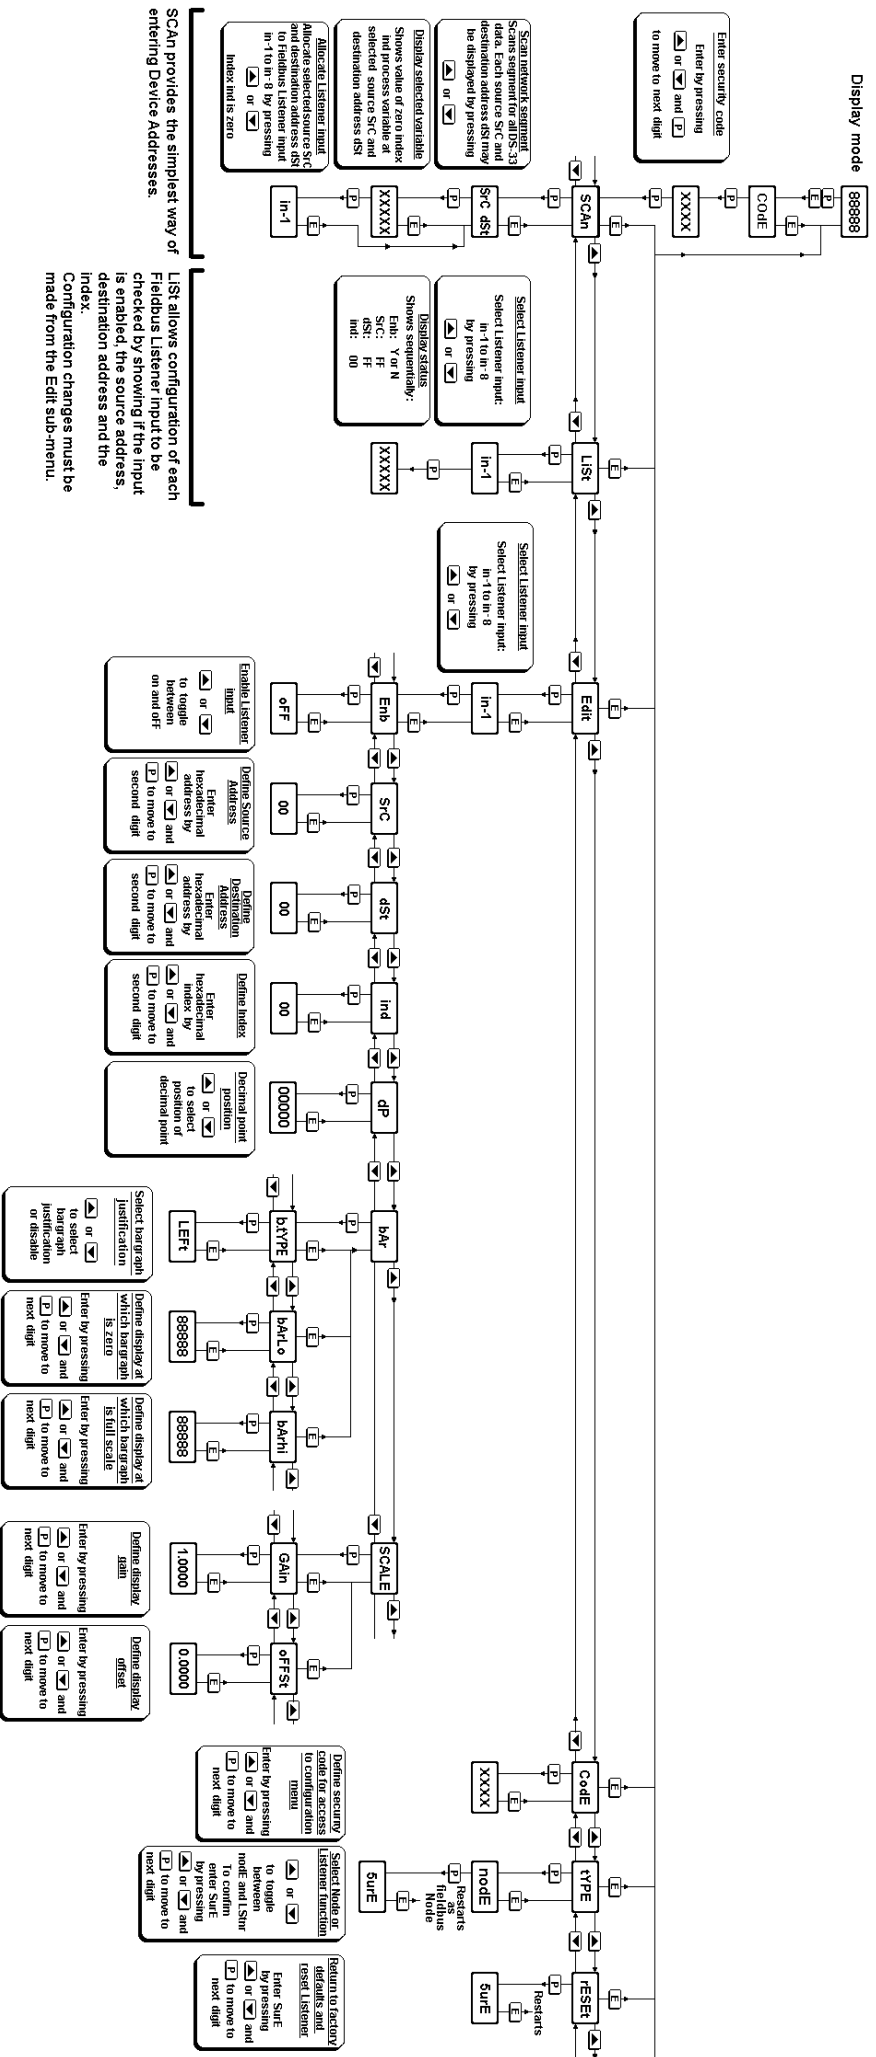 Display mode
88888
P
E
COdE
P
E
XXXX
P
Enter security code
Enter by pressing
or and P
to move to next digit
SCAn
E
P
Scan network segment
Scans segment for all DS-33
data. Each source SrC and
destination address dSt may
be displayed by pressing
or
SrC
dSt
E
P
Display selected variable
Shows value of zero index
ind process variable at
selected source SrC and
destination address dSt
XXXXX
E
P
Allocate Listener input
Allocate selected source SrC
and destination address dSt
to Fieldbus Listener input
in-1 to in-8 by pressing
or
Index ind is zero
in-1
E
SCAn provides the simplest way of
entering Device Addresses.
LiSt
E
P
Select Listener input
Select Listener input:
in-1 to in-8
by pressing
or
in-1
E
P
Display status
Shows sequentially:
Enb: Y or N
SrC: FF
dSt: FF
ind: 00
XXXXX
LiSt allows configuration of each
Fieldbus Listener input to be
checked by showing if the input
is enabled, the source address,
destination address and the
index.
Configuration changes must be
made from the Edit sub-menu.
Edit
E
P
Select Listener input
Select Listener input:
in-1 to in-8
by pressing
or
in-1
E
P
Enb
E
P
oFF
Enable Listener
input
or
to toggle
between
on and oFF
SrC
P
E
00
Define Source
Address
Enter
hexadecimal
address by
or and
P to move to
second digit
dSt
P
E
00
Define
Destination
Address
Enter
hexadecimal
address by
or and
P to move to
second digit
ind
P
E
00
Define Index
Enter
hexadecimal
index by
or and
P to move to
second digit
dP
P
E
00000
Decimal point
position
or
to select
position of
decimal point
bAr
P
E
b.tYPE
P
E
LEFt
Select bargraph
justification
or
to select
bargraph
justification
or disable
E
bArLo
P
E
88888
Define display at
which bargraph
is zero
Enter by pressing
or and
P to move to
next digit
E
bArhi
P
E
88888
Define display at
which bargraph
is full scale
Enter by pressing
or and
P to move to
next digit
SCALE
P
E
GAin
P
E
1.0000
Define display
gain
Enter by pressing
or and
P to move to
next digit
E
oFFSt
P
E
0.0000
Define display
offset
Enter by pressing
or and
P to move to
next digit
CodE
E
P
E
XXXX
Define security
code for access
to configuration
menu
Enter by pressing
or and
P to move to
next digit
tYPE
E
P
E
nodE
P
Restarts
as
fieldbus
Node
E
5urE
Select Node or
Listener function
or
to toggle
between
nodE and LStnr
To confirm
enter SurE
by pressing
or and
P to move to
next digit
rESEt
E
P
E
Restarts
5urE
Return to factory
defaults and
reset Listener
Enter SurE
by pressing
or and
P to move to
next digit